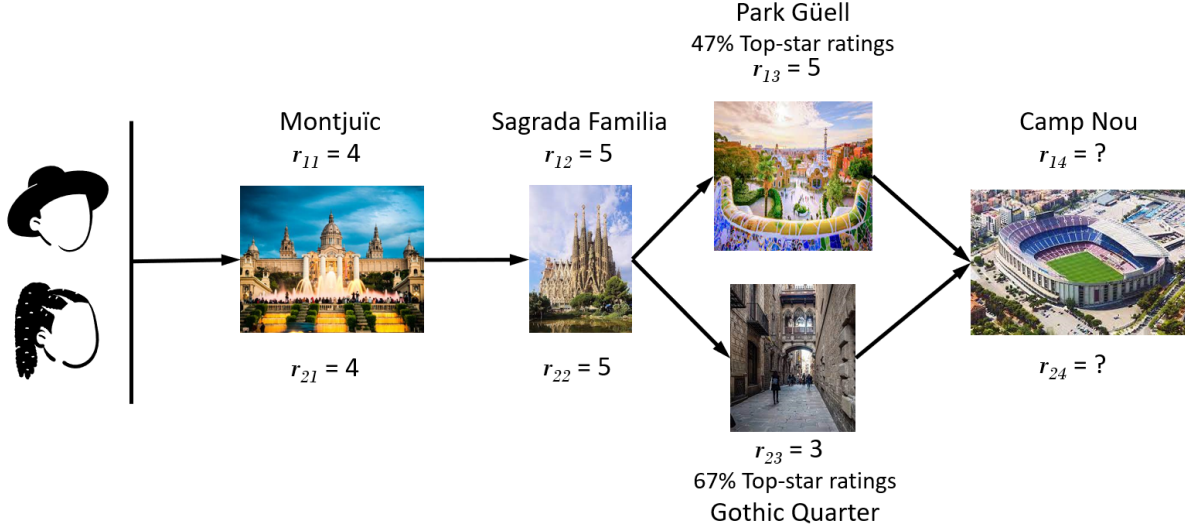 Park Güell
47% Top-star ratings
r13 = 5
Montjuïc
r11 = 4
Sagrada Familia
r12 = 5
Camp Nou
r14 = ?
r21 = 4
r22 = 5
r24 = ?
r23 = 3
67% Top-star ratings
Gothic Quarter